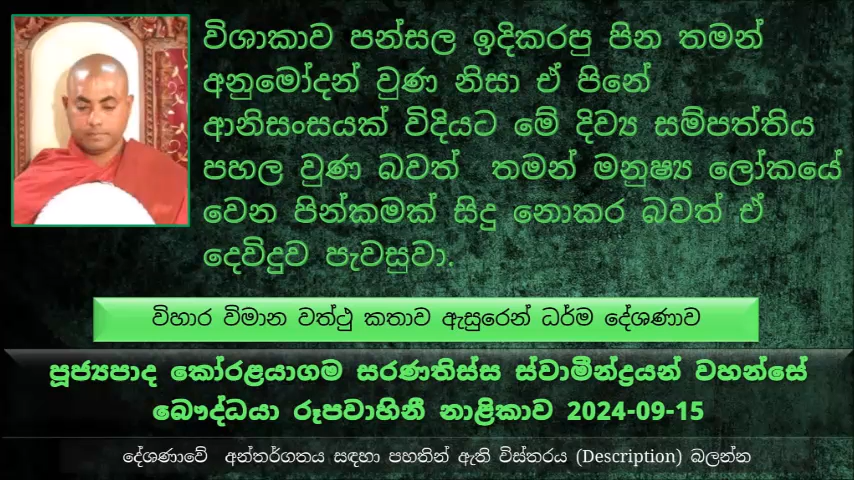 විශාකාව පන්සල ඉදිකරපු පින තමන්
අනුමෝදන් වුණ නිසා ඒ පිනේ
ආනිසංසයක් විදියට මේ දිව්‍ය සම්පත්තිය
පහල වුණ බවත් තමන් මනුෂ්‍ය ලෝකයේ
වෙන පින්කමක් සිදු නොකර බවත් ඒ
දෙව්දුව පැවසුවා.
විහාර විමාන වත්ථු කතාව ඇසුරෙන් ධර්ම දේශණාව
පූජ්‍යපාද කෝරළයාගම සරණතිස්ස ස්වාමීන්ද්‍රයන් වහන්සේ
බෞද්ධයා රූපවාහිනී නාළිකාව 2024-09-15
දේශණාවේ අන්තර්ගතය සඳහා පහතින් ඇති විස්තරය (Description) බලන්න